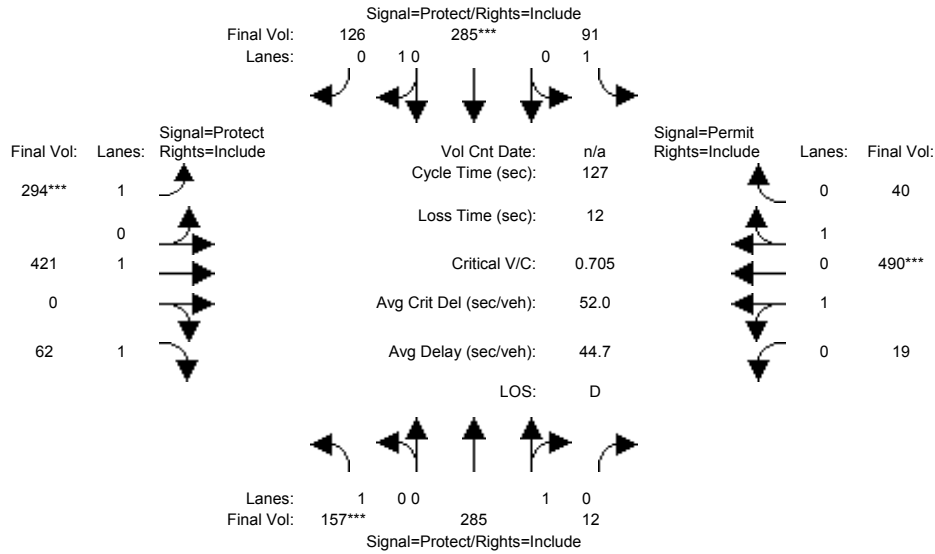 Signal=Protect/Rights=Include
Final Vol: 126 285*** 91
Lanes: 0 1 0 0 1
Signal=Protect Signal=Permit
Final Vol: Lanes: Rights=Include Vol Cnt Date: n/a Rights=Include Lanes: Final Vol:
Cycle Time (sec): 127
294*** 1 0 40
Loss Time (sec): 12
0 1
421 1 Critical V/C: 0.705 0 490***
0 Avg Crit Del (sec/veh): 52.0 1
62 1 Avg Delay (sec/veh): 44.7 0 19
LOS: D
Lanes: 1 0 0 1 0
Final Vol: 157*** 285 12
Signal=Protect/Rights=Include